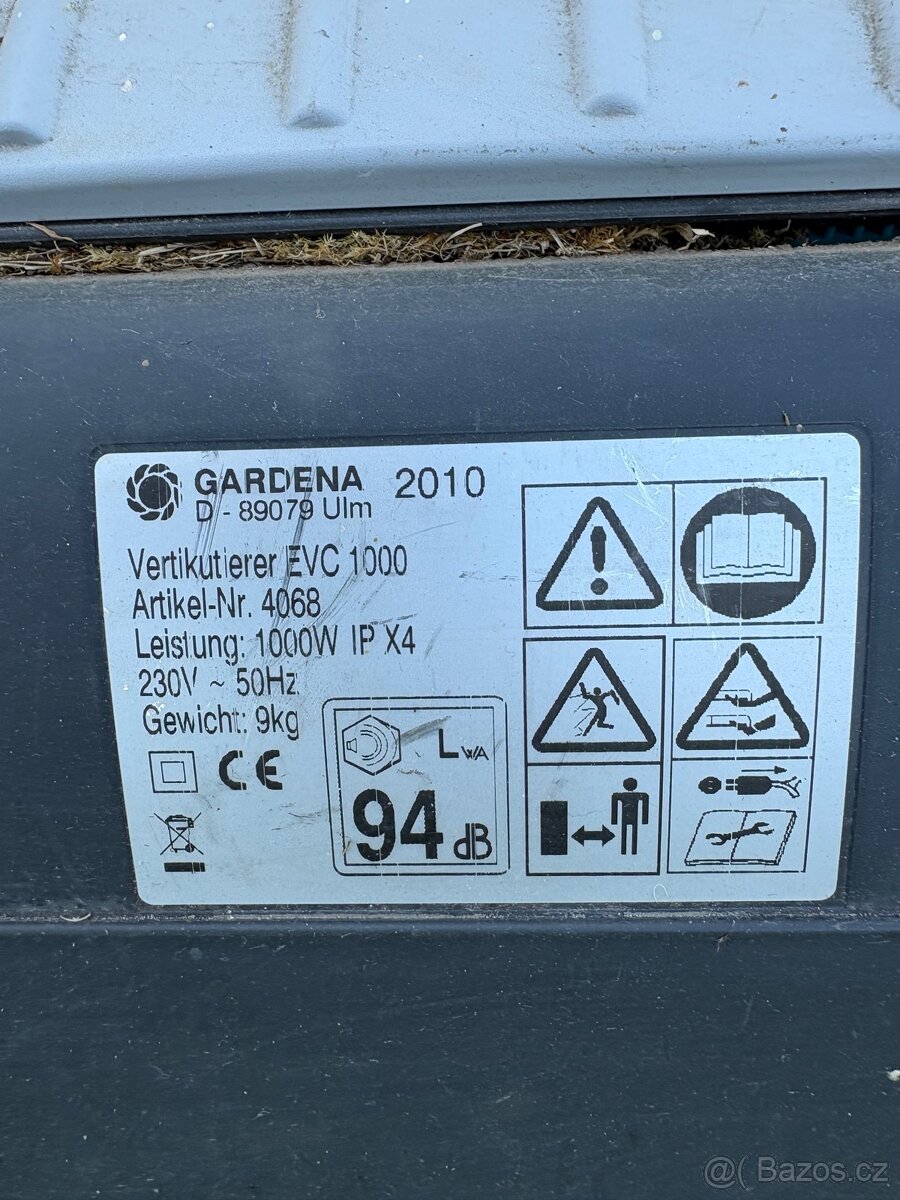 GARDENA 2010
D - 89079 Ulm
Vertikutierer EVC 1000
Artikel-Nr. 4068
Leistung: 1000W IP X4
230V ~ 50Hz
Gewicht: 9kg
CE
LWA
94 dB
@( Bazos.cz